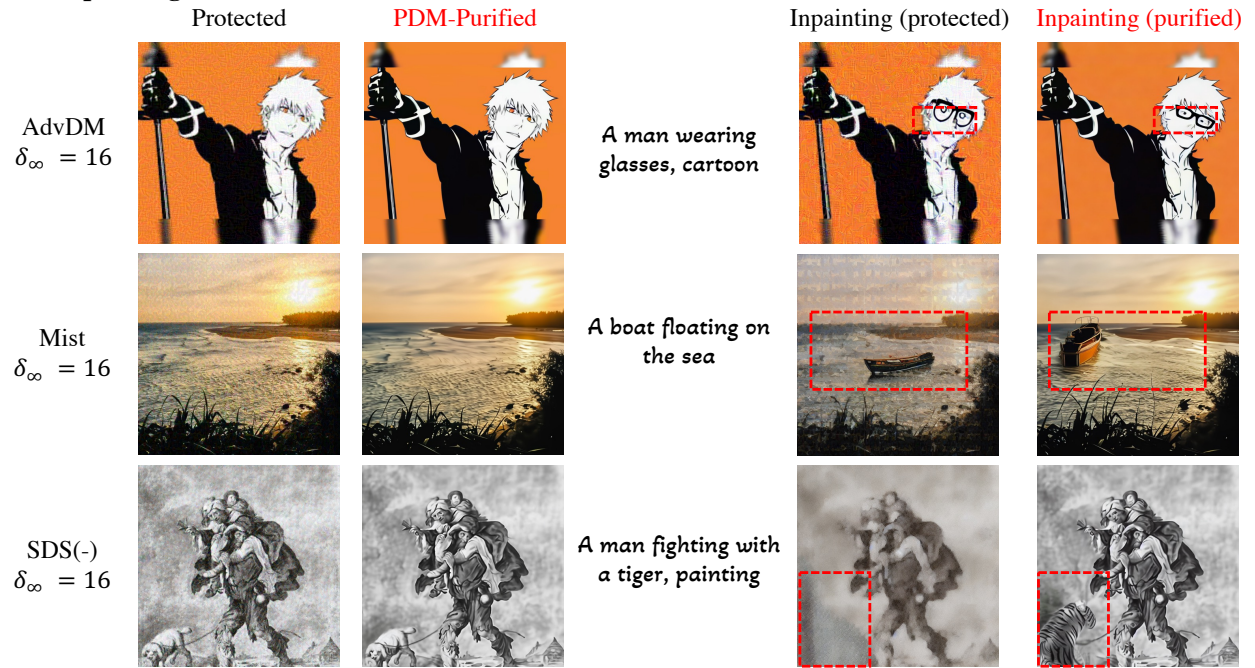 Protected PDM-Purified Inpainting (protected) Inpainting (purified)
AdvDM
δ∞ = 16
A man wearing
glasses, cartoon
Mist
δ∞ = 16
A boat floating on
the sea
SDS(-)
δ∞ = 16
A man fighting with
a tiger, painting